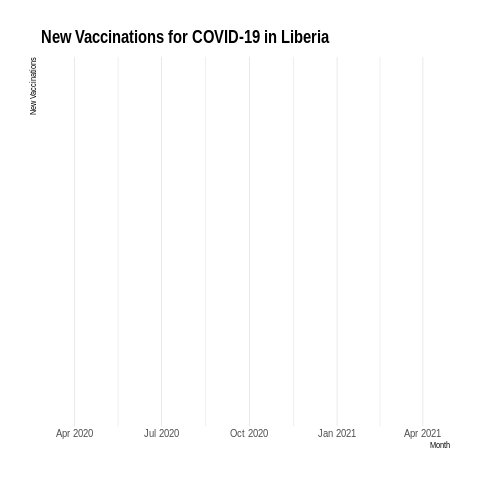 New Vaccinations for COVID-19 in Liberia
New Vaccinations
Apr 2020 Jul 2020 Oct 2020 Jan 2021 Apr 2021
Month